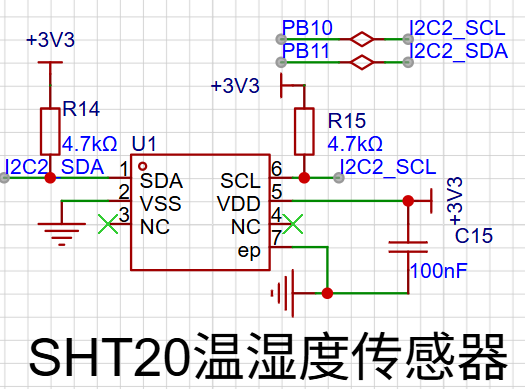 PB10 I2C2_SCL
PB11 I2C2_SDA
+3V3
+3V3
R14
4.7kΩ
R15
4.7kΩ
I2C2_SDA
U1
I2C2_SCL
1 SDA SCL 6
2 VSS VDD 5
3 NC NC 4
ep 7
+3V3
C15
100nF
SHT20温湿度传感器